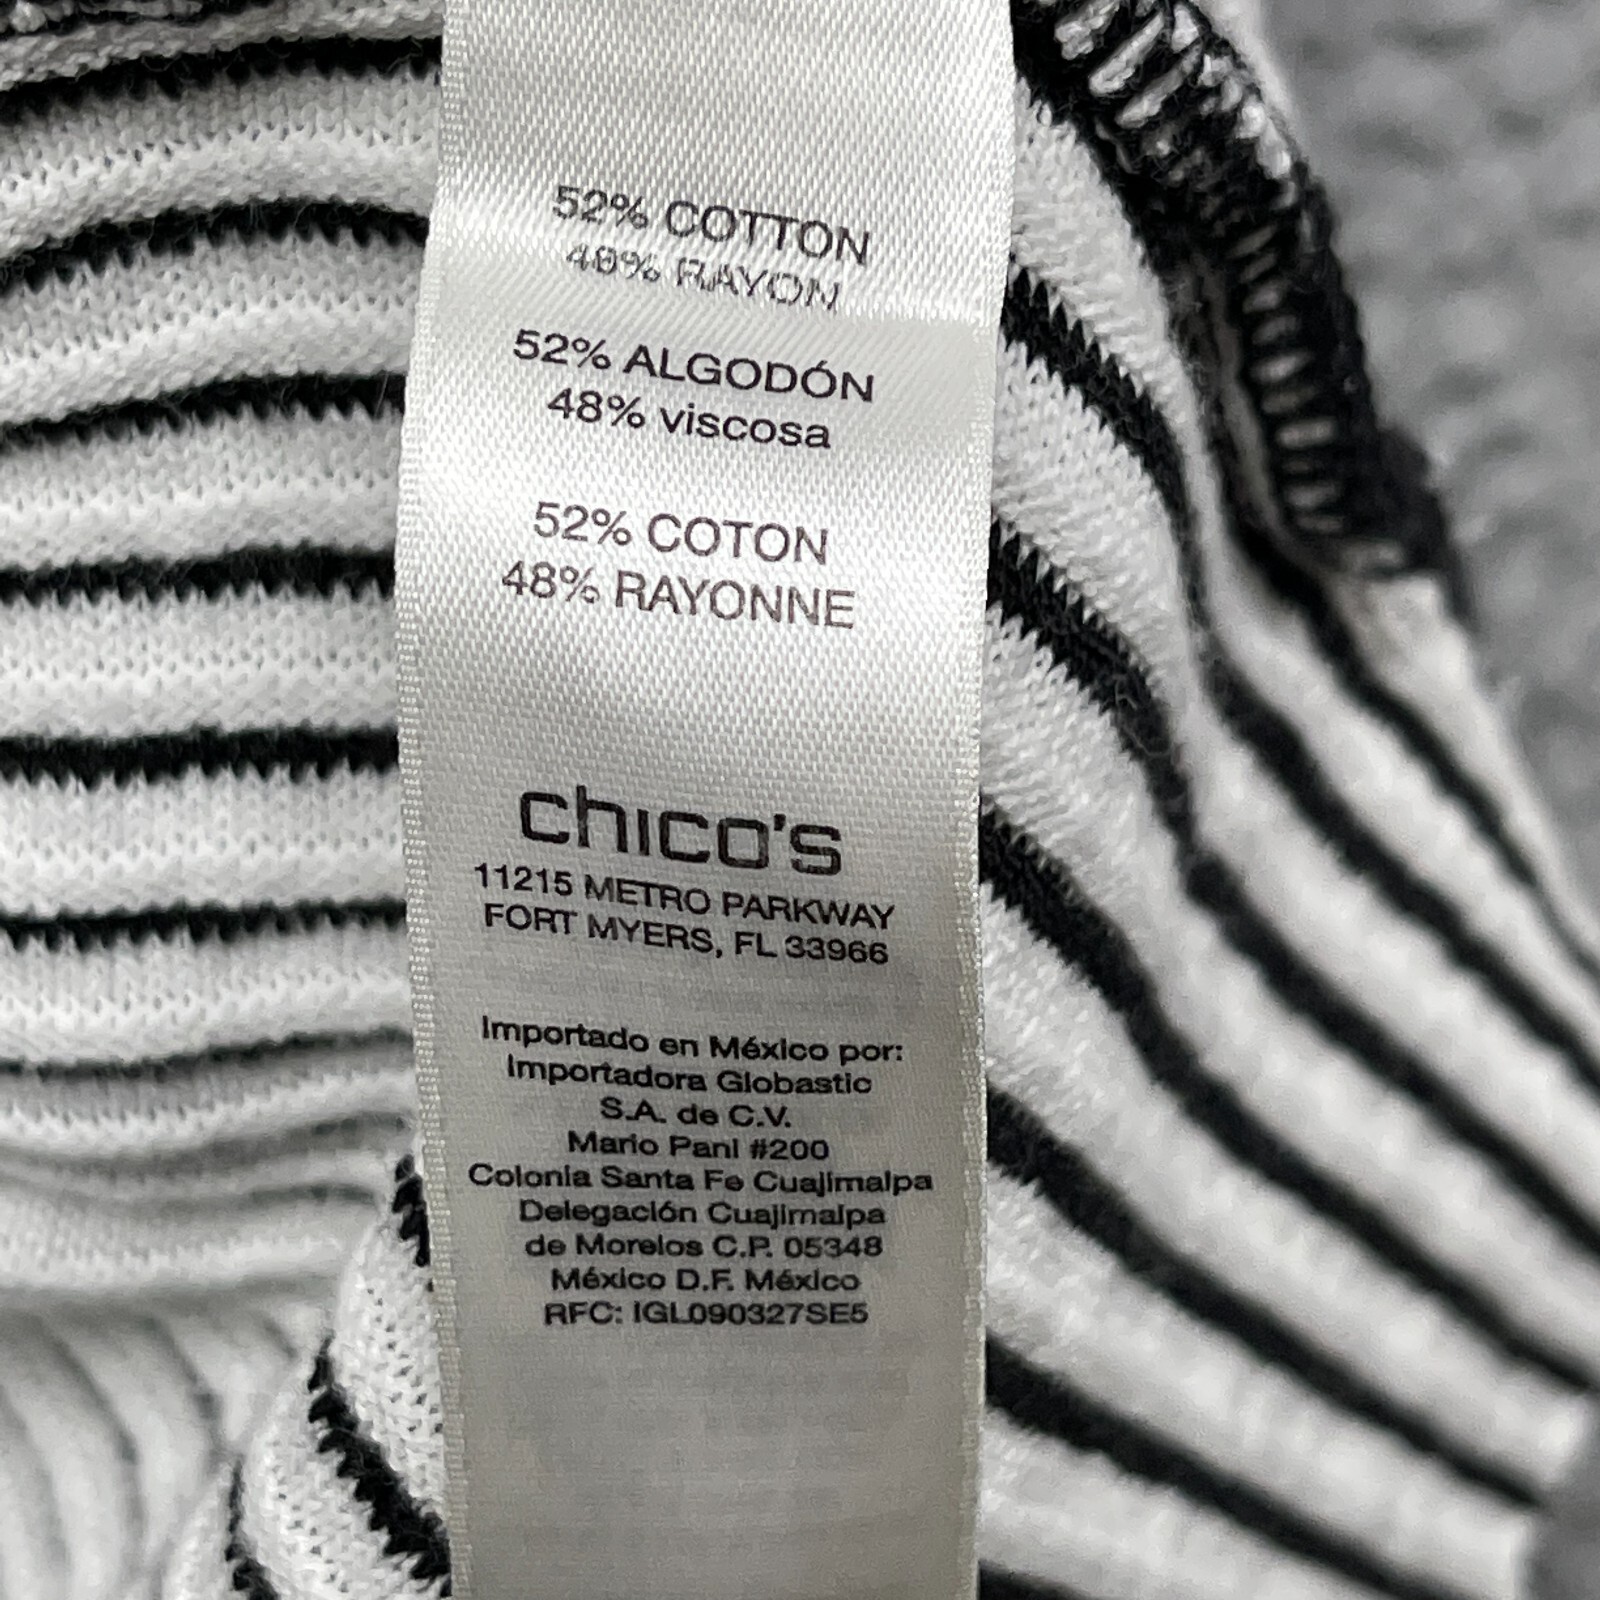 52% COTTON
48% RAYON
52% ALGODÓN
48% viscosa
52% COTON
48% RAYONNE
chico's
11215 METRO PARKWAY
FORT MYERS, FL 33966
Importado en México por:
Importadora Globastic
S.A. de C.V.
Mario Pani #200
Colonia Santa Fe Cuajimalpa
Delegación Cuajimalpa
de Morelos C.P. 05348
México D.F. México
RFC: IGL090327SE5